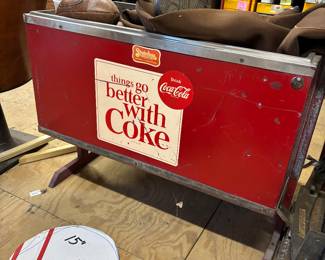 things go
better
with
Coke
Drink
Coca-Cola
15"